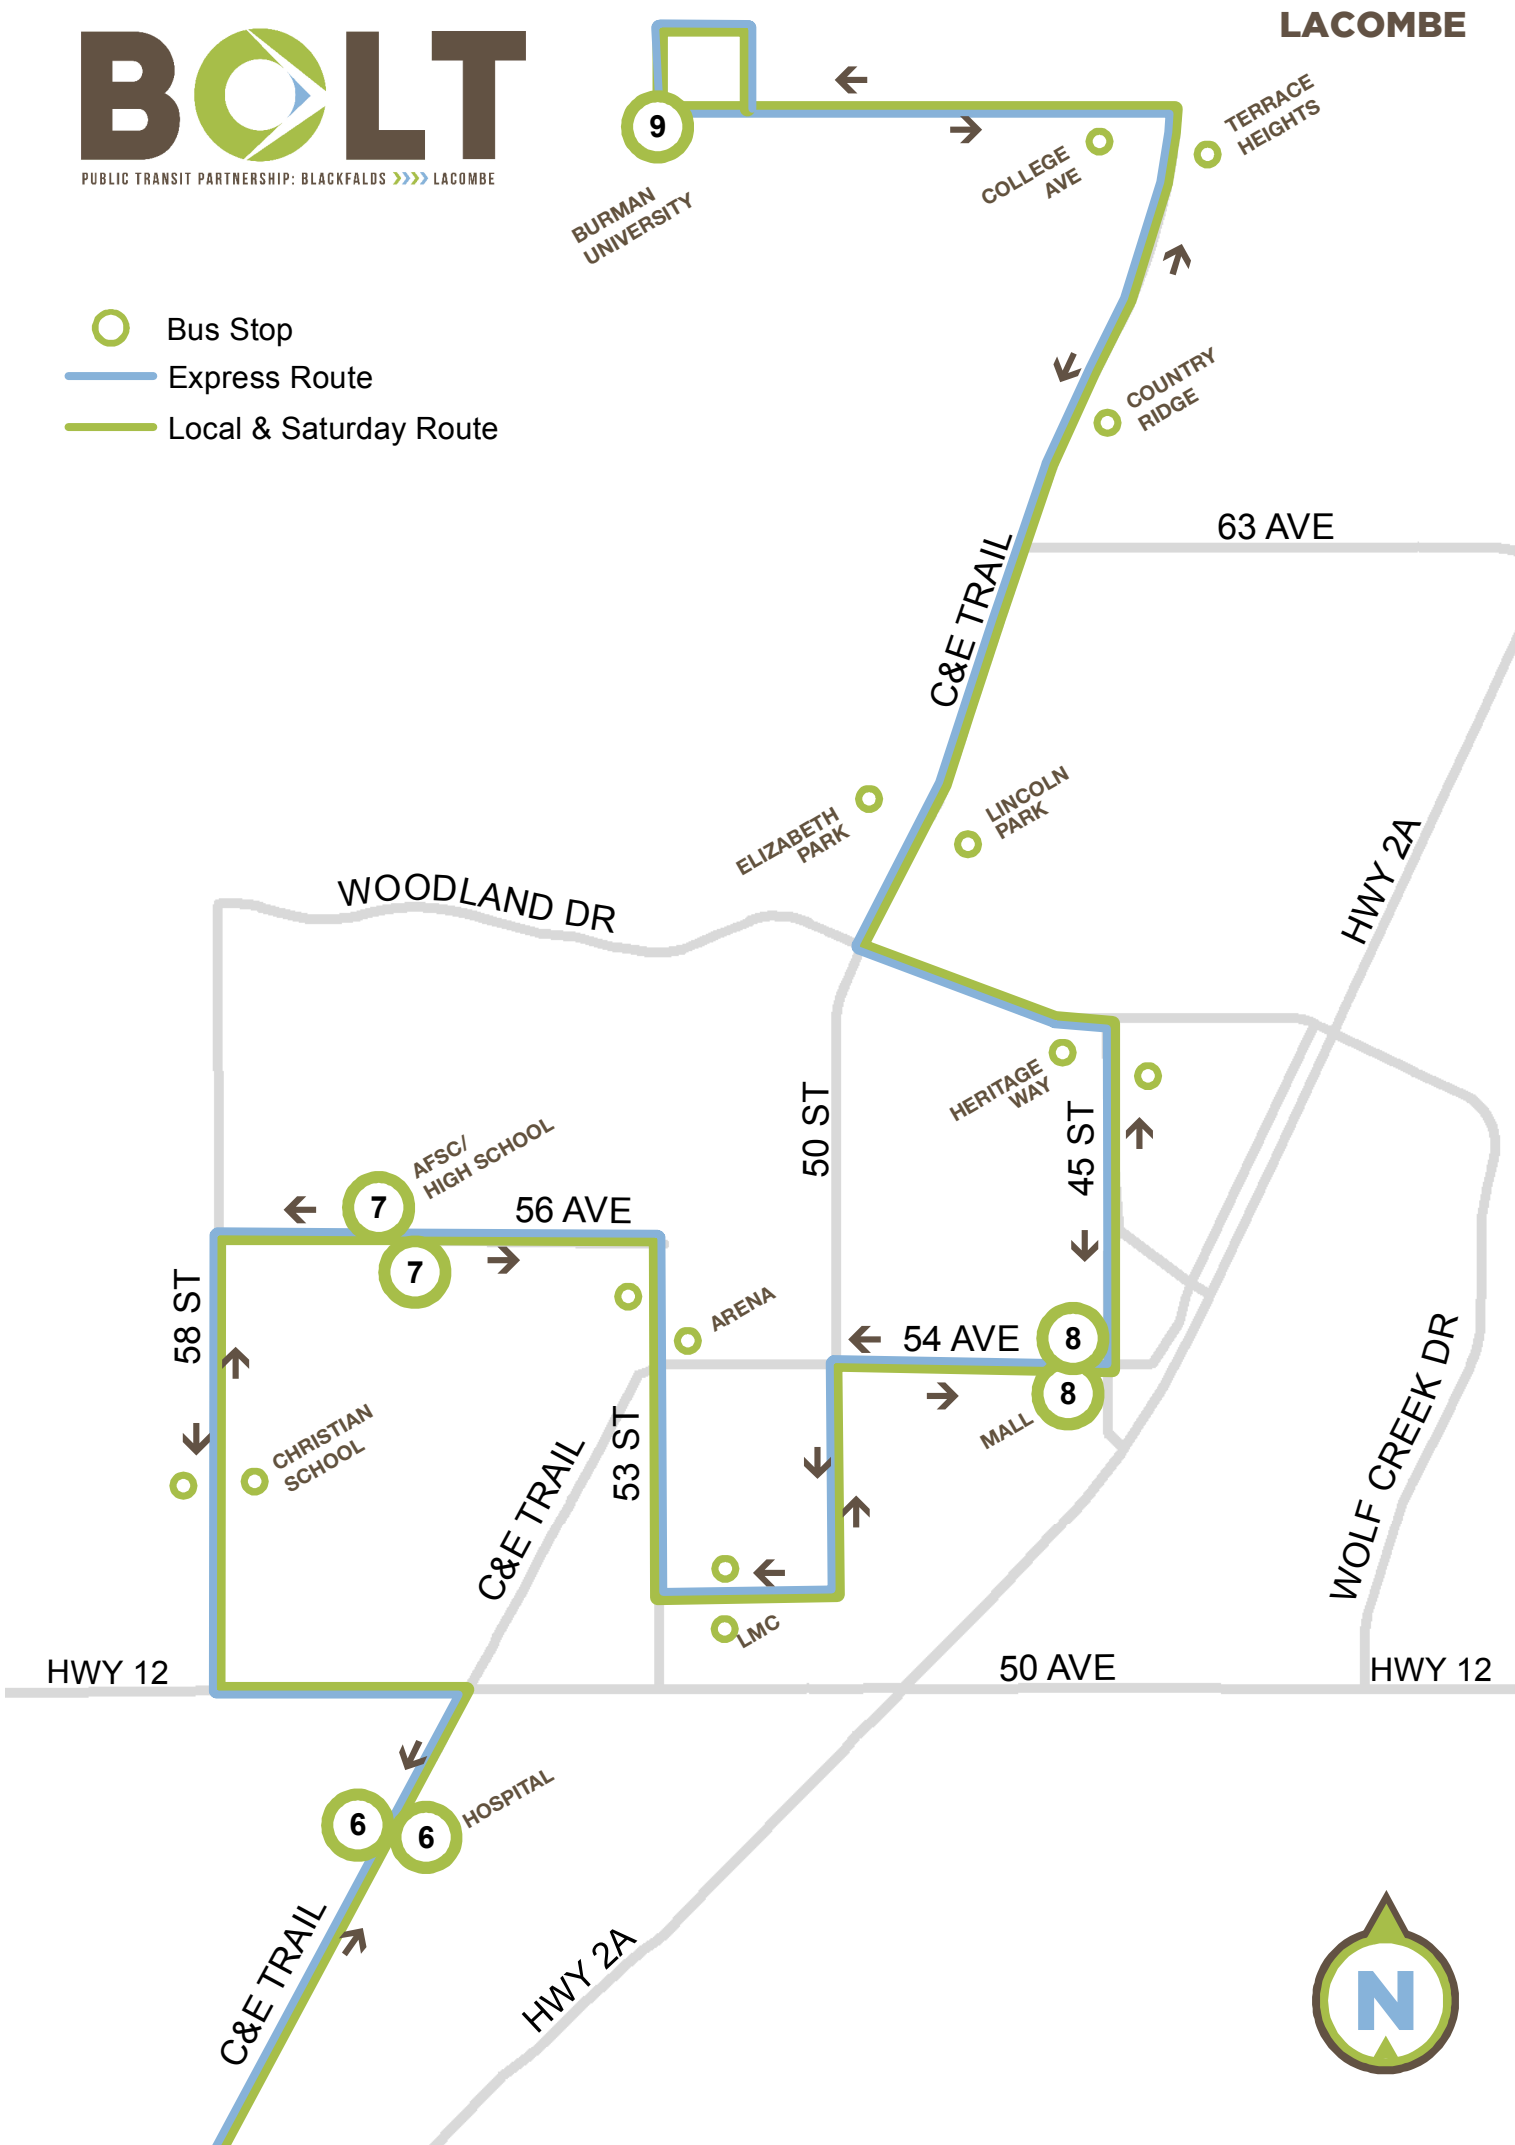 LACOMBE
BOLT
PUBLIC TRANSIT PARTNERSHIP: BLACKFALDS >>>> LACOMBE
9
BURMAN
UNIVERSITY
COLLEGE
AVE
TERRACE
HEIGHTS
Bus Stop
Express Route
Local & Saturday Route
COUNTRY
RIDGE
63 AVE
C&E TRAIL
ELIZABETH
PARK
LINCOLN
PARK
HWY 2A
WOODLAND DR
HERITAGE
WAY
50 ST
45 ST
AFSC/
HIGH SCHOOL
7
56 AVE
7
58 ST
ARENA
54 AVE
8
8
MALL
CHRISTIAN
SCHOOL
53 ST
C&E TRAIL
WOLF CREEK DR
LMC
HWY 12
50 AVE
HWY 12
6
6
HOSPITAL
C&E TRAIL
HWY 2A
N